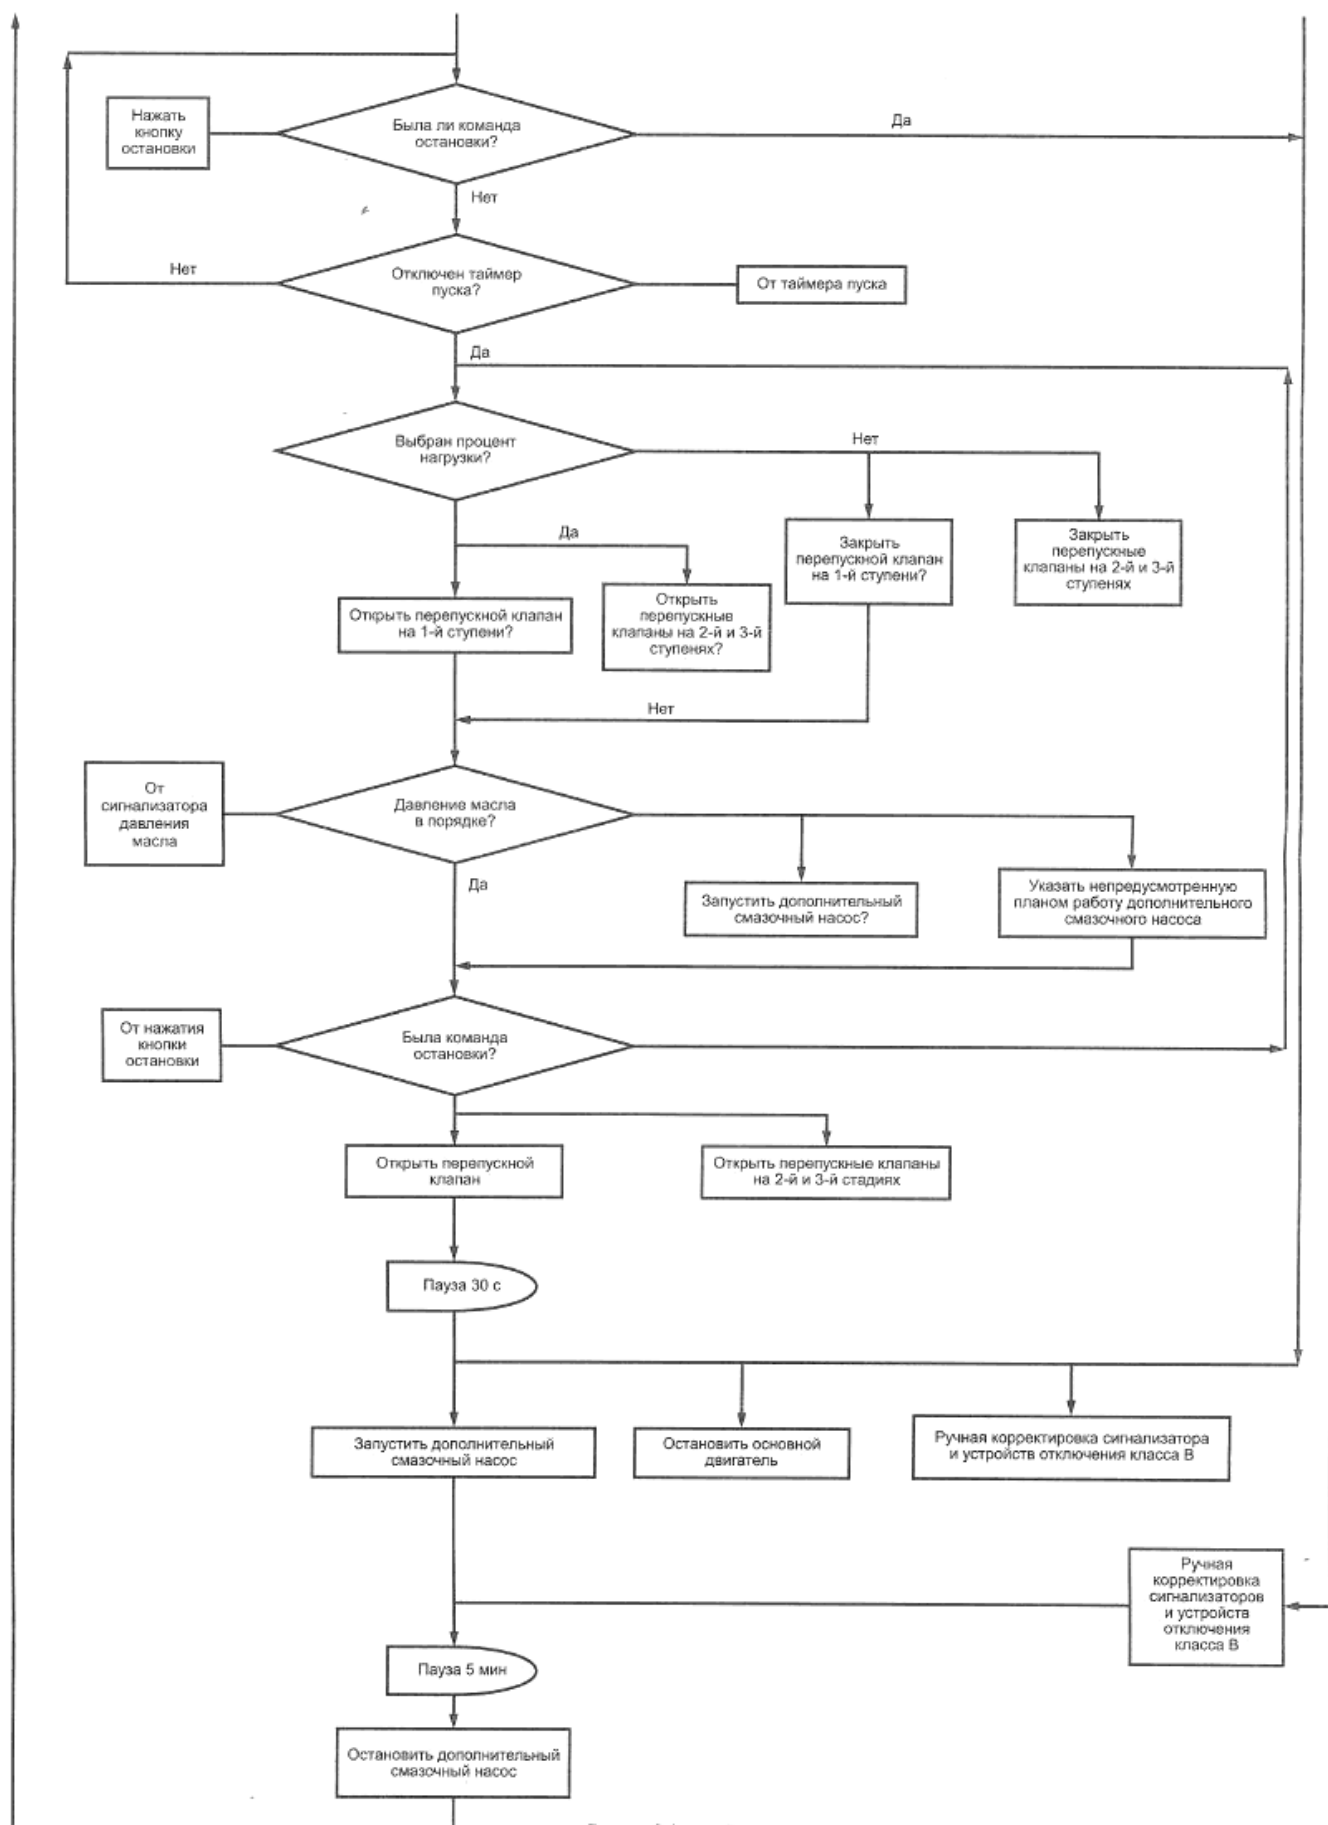 Нажать
кнопку
остановки
Была ли команда
остановки?
Да
Нет
Нет
Отключен таймер
пуска?
От таймера пуска
Да
Выбран процент
нагрузки?
Нет
Да
Закрыть
перепускной клапан
на 1-й ступени?
Закрыть
перепускные
клапаны на 2-й и 3-й
ступенях
Открыть перепускной клапан
на 1-й ступени?
Открыть
перепускные
клапаны на 2-й и 3-й
ступенях?
Нет
От
сигнализатора
давления
масла
Давление масла
в порядке?
Да
Запустить дополнительный
смазочный насос?
Указать непредусмотренную
планом работу дополнительного
смазочного насоса
От нажатия
кнопки
остановки
Была команда
остановки?
Открыть перепускной
клапан
Открыть перепускные клапаны
на 2-й и 3-й стадиях
Пауза 30 с
Запустить дополнительный
смазочный насос
Остановить основной
двигатель
Ручная корректировка сигнализатора
и устройств отключения класса В
Ручная
корректировка
сигнализаторов
и устройств
отключения
класса В
Пауза 5 мин
Остановить дополнительный
смазочный насос